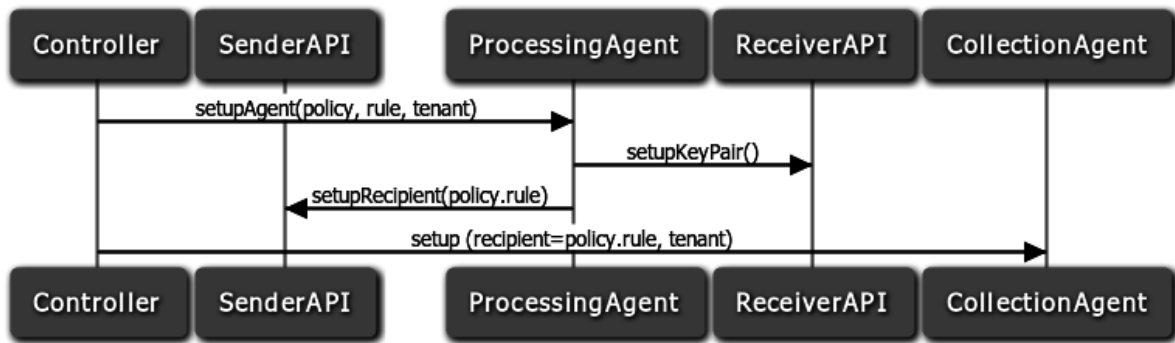 Controller SenderAPI ProcessingAgent ReceiverAPI CollectionAgent
setupAgent(policy, rule, tenant)
setupKeyPair()
setupRecipient(policy.rule)
setup (recipient=policy.rule, tenant)
Controller SenderAPI ProcessingAgent ReceiverAPI CollectionAgent